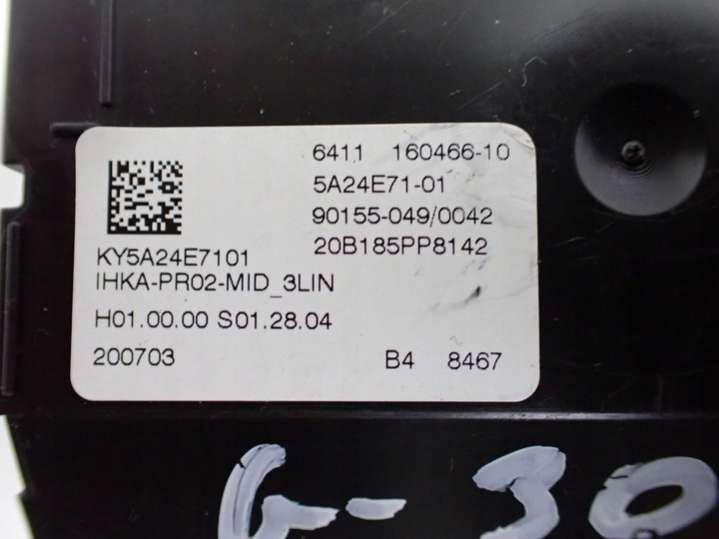 6411 160466-10
5A24E71-01
90155-049/0042
20B185PP8142
KY5A24E7101
IHKA-PR02-MID_3LIN
H01.00.00 S01.28.04
200703 B4 8467
G-30